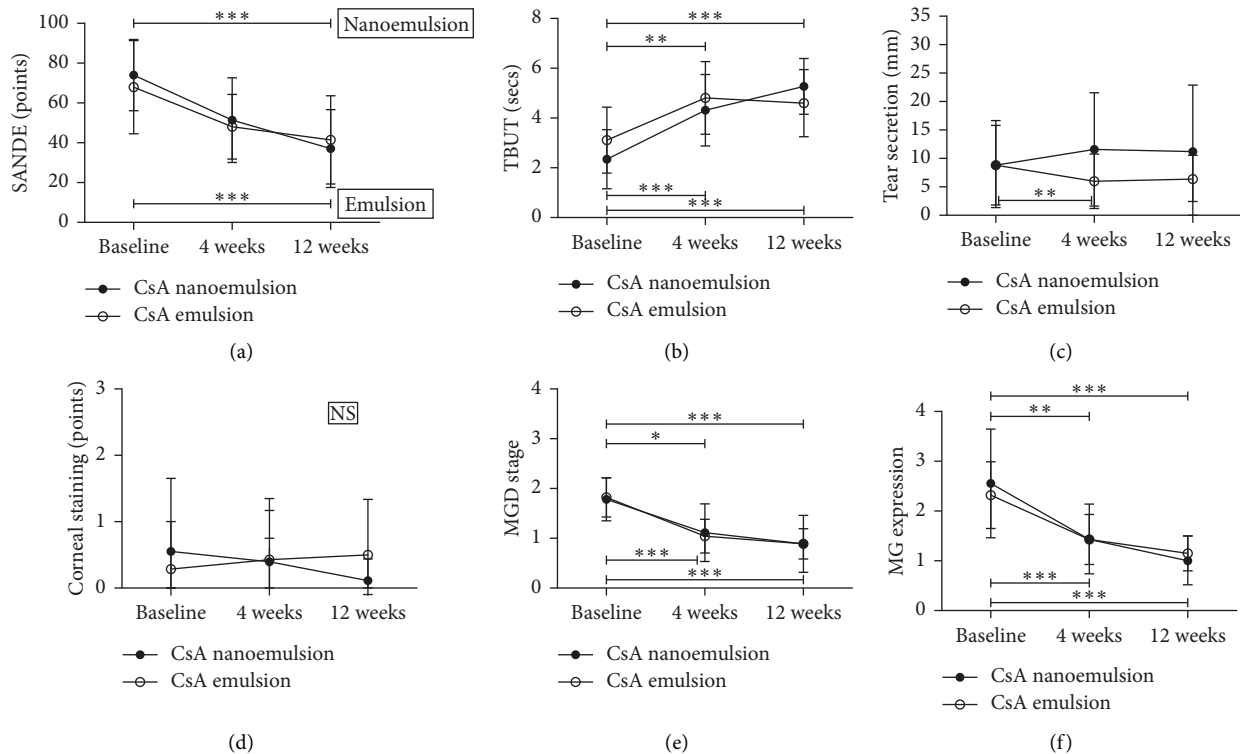 SANDE (points)
100
80
60
40
20
0
***
Nanoemulsion
***
Emulsion
Baseline
4 weeks
12 weeks
CsA nanoemulsion
CsA emulsion
(a)
TBUT (secs)
8
6
4
2
0
***
**
***
***
Baseline
4 weeks
12 weeks
CsA nanoemulsion
CsA emulsion
(b)
Tear secretion (mm)
35
30
25
20
15
10
5
0
**
Baseline
4 weeks
12 weeks
CsA nanoemulsion
CsA emulsion
(c)
Corneal staining (points)
3
2
1
0
NS
Baseline
4 weeks
12 weeks
CsA nanoemulsion
CsA emulsion
(d)
MGD stage
4
3
2
1
0
***
*
***
***
Baseline
4 weeks
12 weeks
CsA nanoemulsion
CsA emulsion
(e)
MG expression
4
3
2
1
0
***
**
***
***
Baseline
4 weeks
12 weeks
CsA nanoemulsion
CsA emulsion
(f)